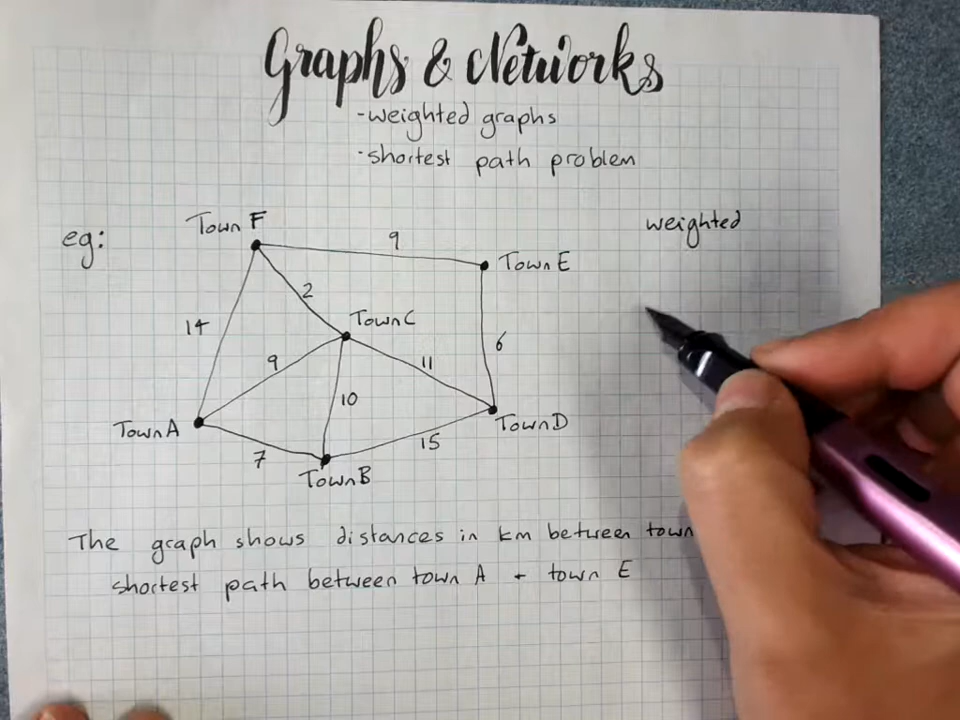 Graphs & Networks
- weighted graphs
- shortest path problem
eg:
Town F
9
Town E
weighted
2
14
Town C
9
11
6
10
Town A
7
15
Town D
Town B
The graph shows distances in km between town
shortest path between town A + town E